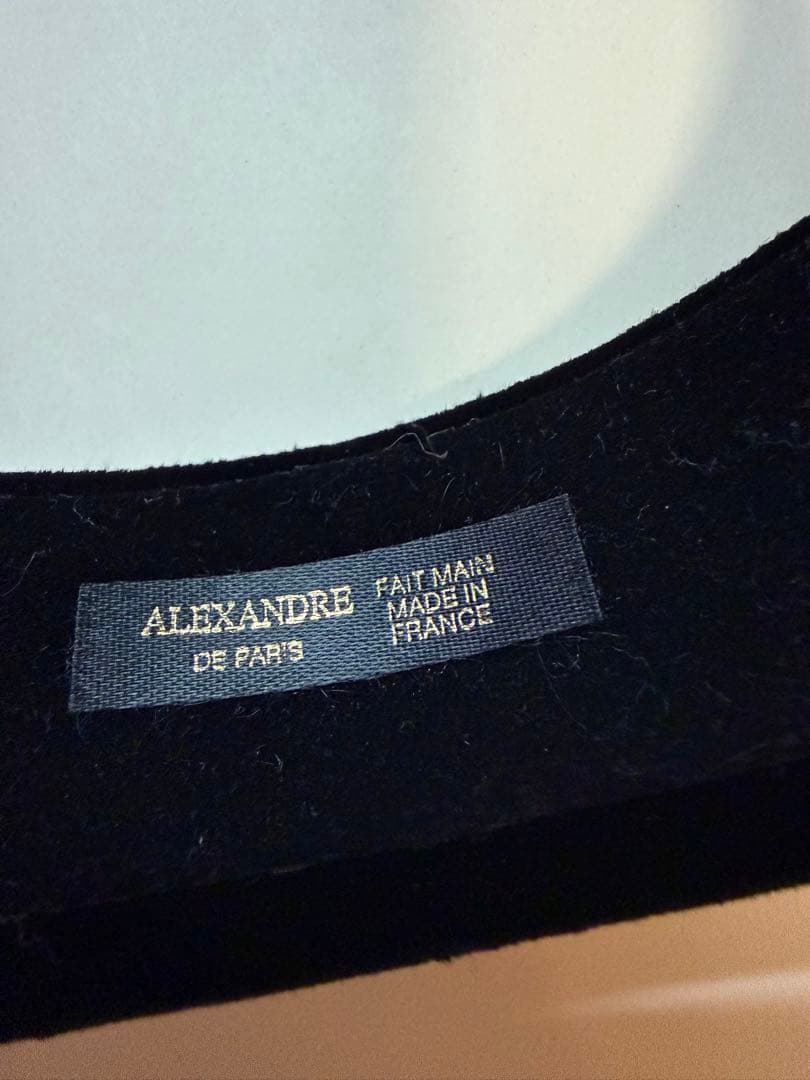 ALEXANDRE
DE PARIS
FAIT MAIN
MADE IN
FRANCE